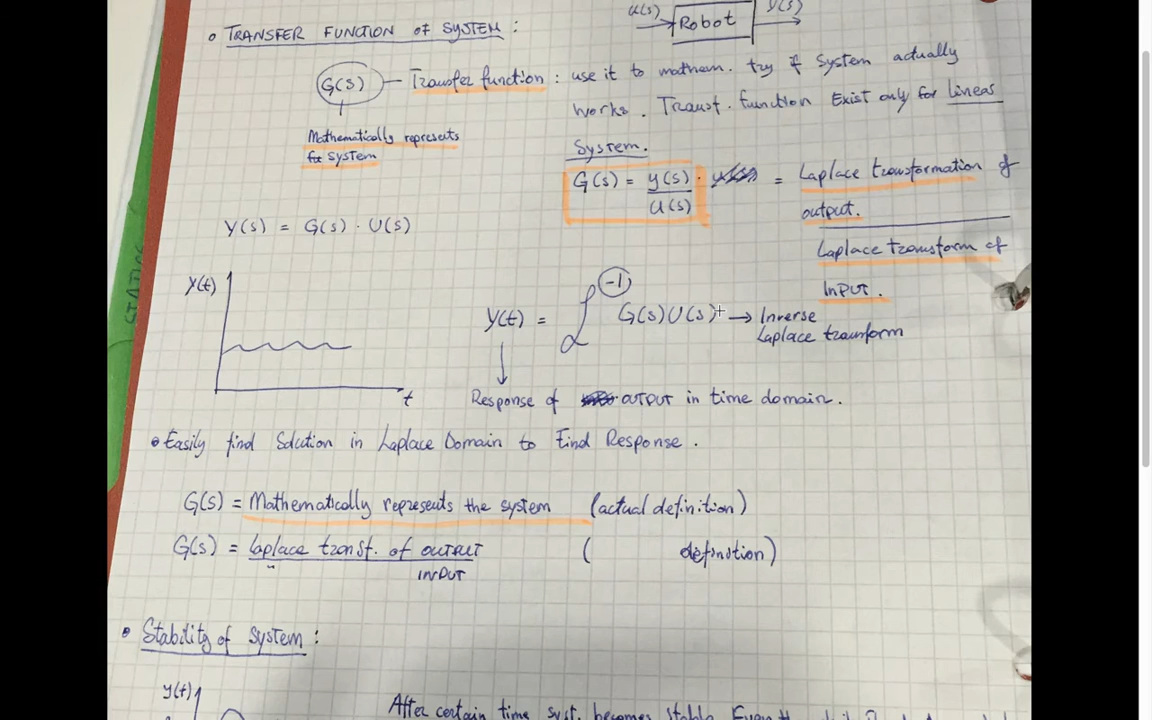 U(s) Robot Y(s)
• TRANSFER FUNCTION of SYSTEM :
G(s) — Transfer function : use it to mathem. try if System actually
works. Transf. function Exist only for Linear
System.
Mathematically represents
for system
G(s) = y(s) / U(s) . = Laplace transformation of
output.
Laplace transform of
INPUT.
Y(s) = G(s) · U(s)
Y(t)
t
Y(t) = L -1 G(s)U(s) → Inverse
Laplace transform
Response of OUTPUT in time domain.
• Easily find Solution in Laplace Domain to Find Response.
G(s) = Mathematically represents the system (actual definition)
G(s) = Laplace transf. of OUTPUT ( definition)
INPUT
• Stability of System :
y(t)
After certain time syst. becomes Stable
STATICS